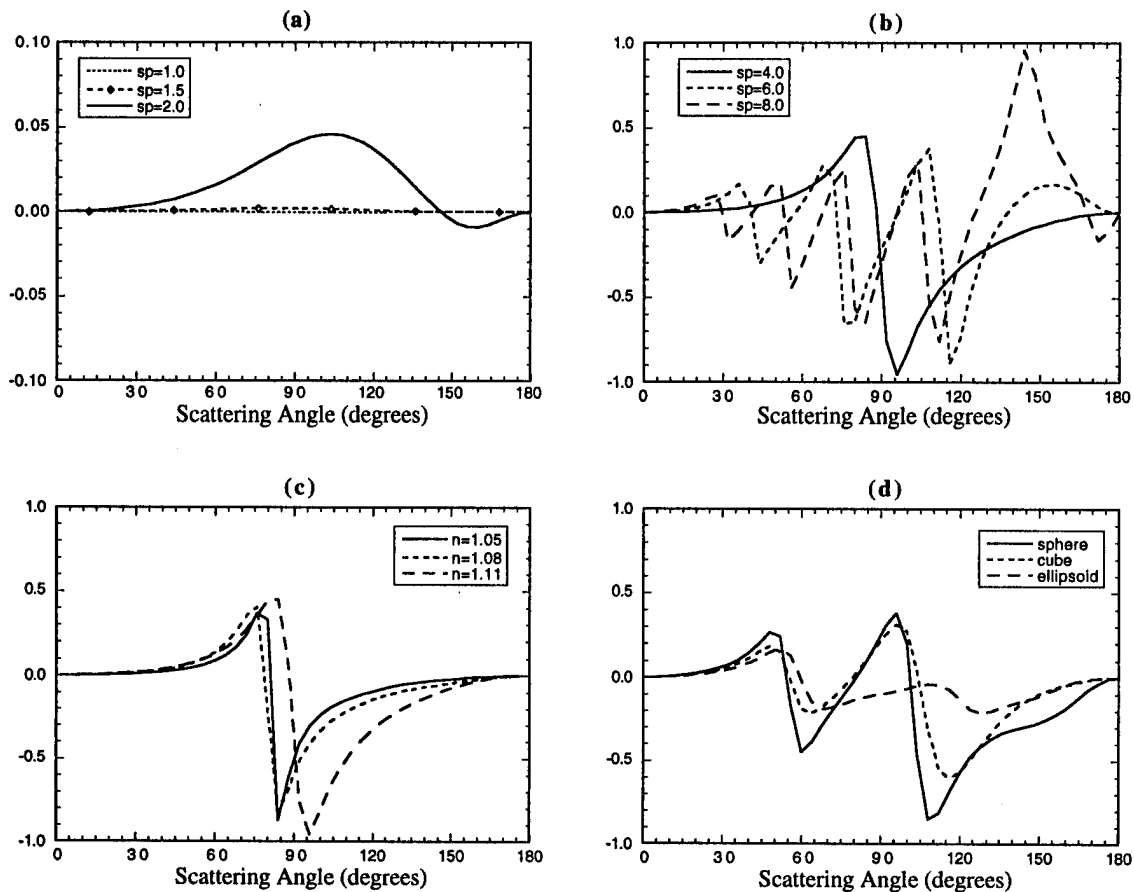 (a)
0.10
0.05
0.00
-0.05
-0.10
sp=1.0
sp=1.5
sp=2.0
0 30 60 90 120 150 180
Scattering Angle (degrees)
(b)
1.0
0.5
0.0
-0.5
-1.0
sp=4.0
sp=6.0
sp=8.0
0 30 60 90 120 150 180
Scattering Angle (degrees)
(c)
1.0
0.5
0.0
-0.5
-1.0
n=1.05
n=1.08
n=1.11
0 30 60 90 120 150 180
Scattering Angle (degrees)
(d)
1.0
0.5
0.0
-0.5
-1.0
sphere
cube
ellipsoid
0 30 60 90 120 150 180
Scattering Angle (degrees)